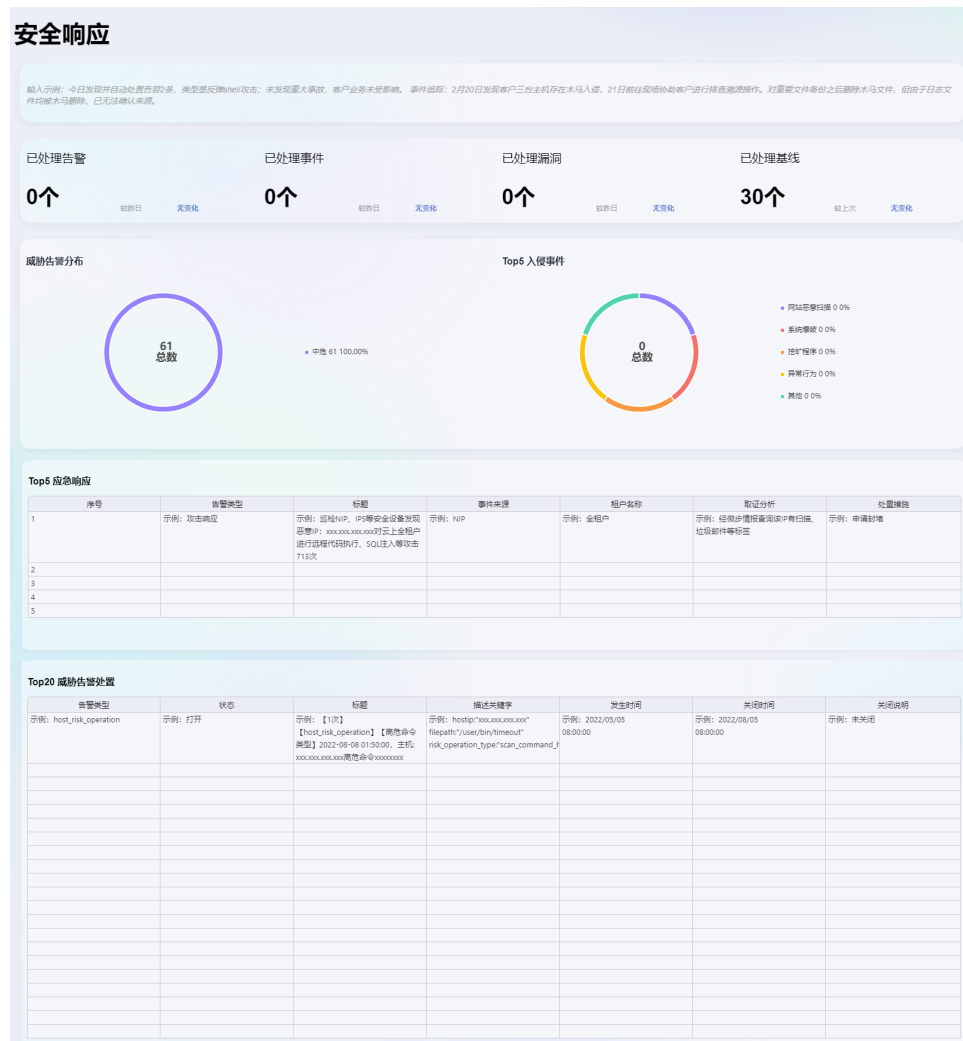 安全响应
输入示例：今日发现并自动处置告警2条，类型是反弹shell攻击；未发现重大事故，客户业务未受影响。 事件追踪：2月20日发现客户三台主机存在木马入侵，21日前往现场协助客户进行排查溯源操作。对重要文件备份之后删除木马文件，但由于日志文
件均被木马删除，已无法确认来源。
已处理告警 已处理事件 已处理漏洞 已处理基线
0个 较昨日 无变化 0个 较昨日 无变化 0个 较昨日 无变化 30个 较上次 无变化
威胁告警分布 Top5 入侵事件
61
总数
中危 61 100.00%
0
总数
网站恶意扫描 0 0%
系统爆破 0 0%
挖矿程序 0 0%
异常行为 0 0%
其他 0 0%
Top5 应急响应
序号 告警类型 标题 事件来源 租户名称 取证分析 处置措施
1 示例：攻击响应 示例：巡检NIP、IPS等安全设备发现 示例：NIP 示例：全租户 示例：经微步情报查询该IP有扫描、 示例：申请封堵
恶意IP：xxx.xxx.xxx.xxx对云上全租户 垃圾邮件等标签
进行远程代码执行、SQL注入等攻击
713次
2
3
4
5
Top20 威胁告警处置
告警类型 状态 标题 描述关键字 发生时间 关闭时间 关闭说明
示例：host_risk_operation 示例：打开 示例：【1次】 示例：hostip:"xxx.xxx.xxx.xxx" 示例：2022/05/05 示例：2022/08/05 示例：未关闭
【host_risk_operation】【高危命令 filepath:"/user/bin/timeout" 08:00:00 08:00:00
类型】2022-08-08 01:50:00，主机: risk_operation_type:"scan_command_h
xxx.xxx.xxx.xxx高危命令xxxxxxxx